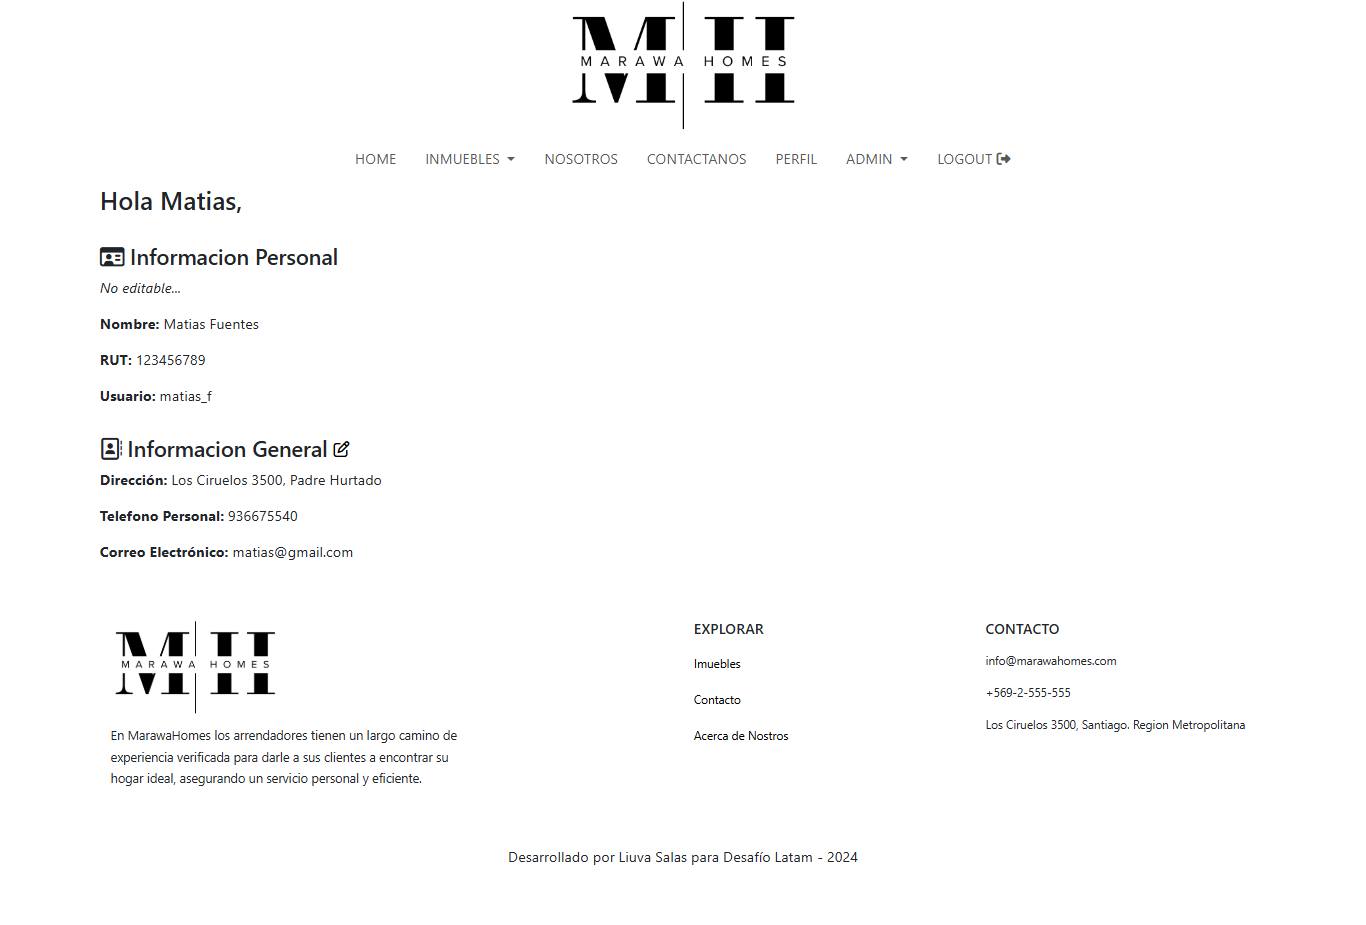 MH
MARAWA HOMES
HOME INMUEBLES NOSOTROS CONTACTANOS PERFIL ADMIN LOGOUT
Hola Matias,
Informacion Personal
No editable...
Nombre: Matias Fuentes
RUT: 123456789
Usuario: matias_f
Informacion General
Dirección: Los Ciruelos 3500, Padre Hurtado
Telefono Personal: 936675540
Correo Electrónico: matias@gmail.com
MH
MARAWA HOMES
En MarawaHomes los arrendadores tienen un largo camino de
experiencia verificada para darle a sus clientes a encontrar su
hogar ideal, asegurando un servicio personal y eficiente.
EXPLORAR
Imuebles
Contacto
Acerca de Nostros
CONTACTO
info@marawahomes.com
+569-2-555-555
Los Ciruelos 3500, Santiago. Region Metropolitana
Desarrollado por Liuva Salas para Desafío Latam - 2024